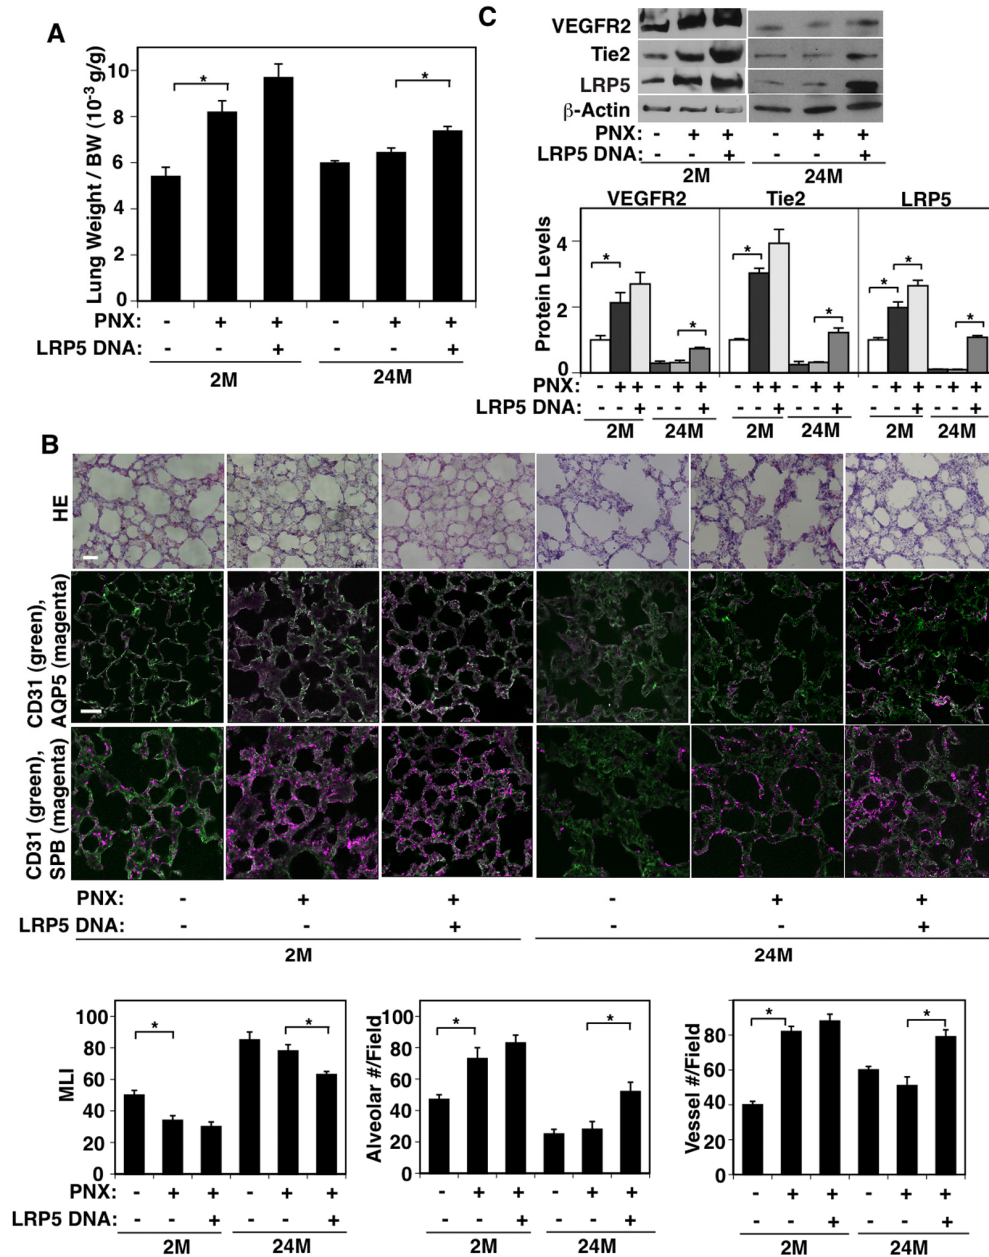 A
Lung Weight / BW (10-3 g/g)
10
8
6
4
2
0
*
*
PNX: - + + - + +
LRP5 DNA: - - + - - +
2M 24M
C
VEGFR2
Tie2
LRP5
β-Actin
PNX: - + + - + +
LRP5 DNA: - - + - - +
2M 24M
VEGFR2 Tie2 LRP5
Protein Levels
4
2
0
*
*
*
*
*
*
*
PNX: - + + - + + - + + - + + - + + - + +
LRP5 DNA: - - + - - + - - + - - + - - + - - +
2M 24M 2M 24M 2M 24M
B
HE
CD31 (green),
AQP5 (magenta)
CD31 (green),
SPB (magenta)
PNX: - + + - + +
LRP5 DNA: - - + - - +
2M 24M
MLI
100
80
60
40
20
0
*
*
PNX: - + + - + +
LRP5 DNA: - - + - - +
2M 24M
Alveolar #/Field
100
80
60
40
20
0
*
*
- + + - + +
- - + - - +
2M 24M
Vessel #/Field
80
60
40
20
0
*
*
- + + - + +
- - + - - +
2M 24M